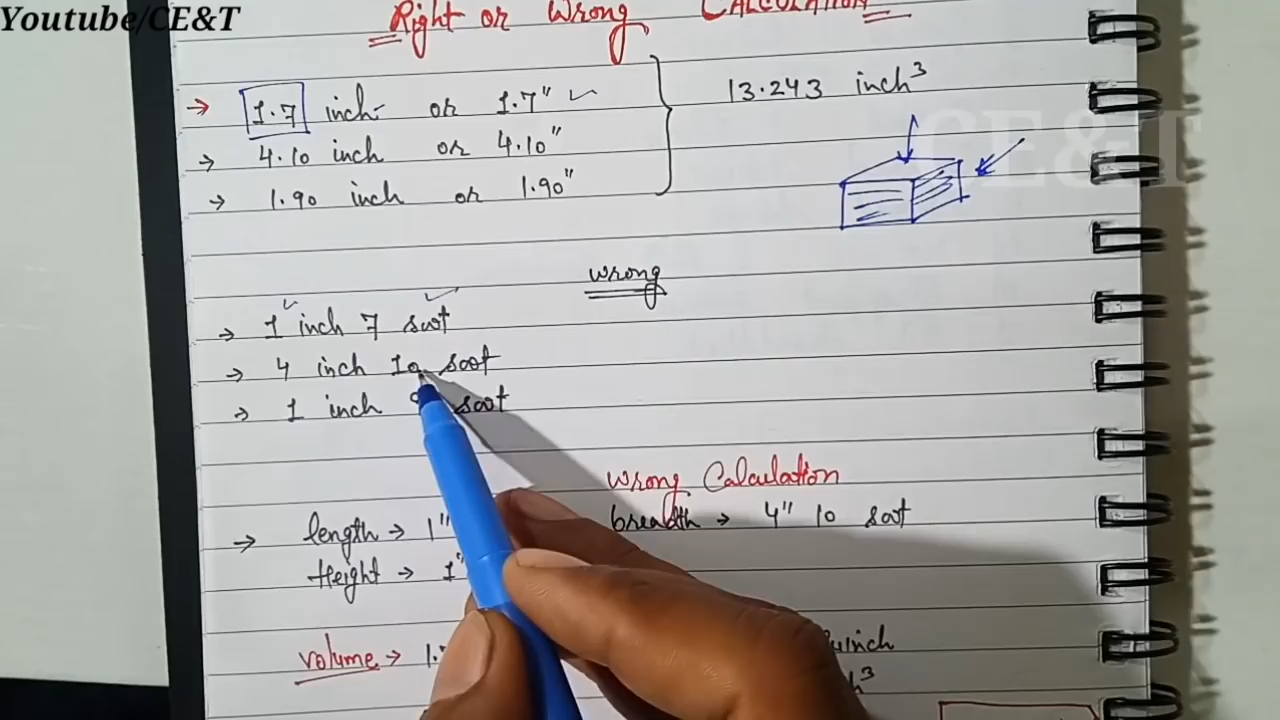 Youtube/CE&T
Right or Wrong CALCULATION
→ 1.7 inch or 1.7" ✓
→ 4.10 inch or 4.10"
→ 1.90 inch or 1.90"
13.243 inch³
CE&T
wrong
→ 1 inch 7 soot
→ 4 inch 10 soot
→ 1 inch soot
Wrong Calculation
→ length → 1" breadth → 4" 10 soot
Height → 1"
volume →